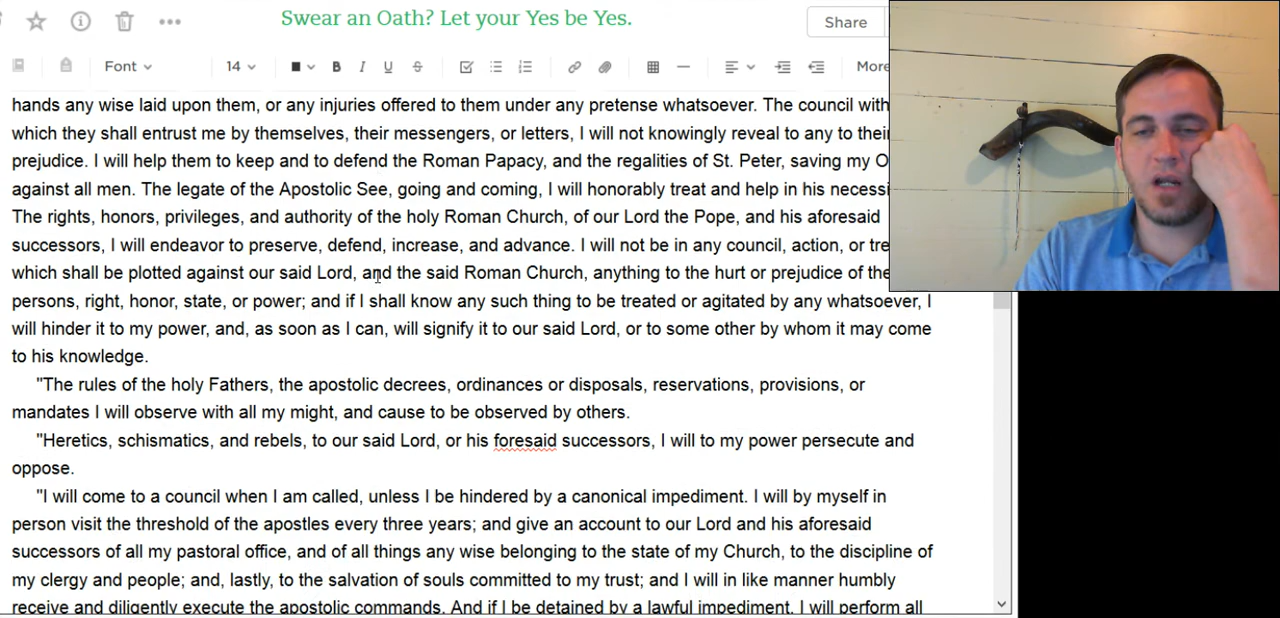 Swear an Oath? Let your Yes be Yes.
Share
Font 14 B I U S More
hands any wise laid upon them, or any injuries offered to them under any pretense whatsoever. The council with
which they shall entrust me by themselves, their messengers, or letters, I will not knowingly reveal to any to their
prejudice. I will help them to keep and to defend the Roman Papacy, and the regalities of St. Peter, saving my O
against all men. The legate of the Apostolic See, going and coming, I will honorably treat and help in his necessi
The rights, honors, privileges, and authority of the holy Roman Church, of our Lord the Pope, and his aforesaid
successors, I will endeavor to preserve, defend, increase, and advance. I will not be in any council, action, or tre
which shall be plotted against our said Lord, and the said Roman Church, anything to the hurt or prejudice of the
persons, right, honor, state, or power; and if I shall know any such thing to be treated or agitated by any whatsoever, I
will hinder it to my power, and, as soon as I can, will signify it to our said Lord, or to some other by whom it may come
to his knowledge.
"The rules of the holy Fathers, the apostolic decrees, ordinances or disposals, reservations, provisions, or
mandates I will observe with all my might, and cause to be observed by others.
"Heretics, schismatics, and rebels, to our said Lord, or his foresaid successors, I will to my power persecute and
oppose.
"I will come to a council when I am called, unless I be hindered by a canonical impediment. I will by myself in
person visit the threshold of the apostles every three years; and give an account to our Lord and his aforesaid
successors of all my pastoral office, and of all things any wise belonging to the state of my Church, to the discipline of
my clergy and people; and, lastly, to the salvation of souls committed to my trust; and I will in like manner humbly
receive and diligently execute the apostolic commands. And if I be detained by a lawful impediment, I will perform all